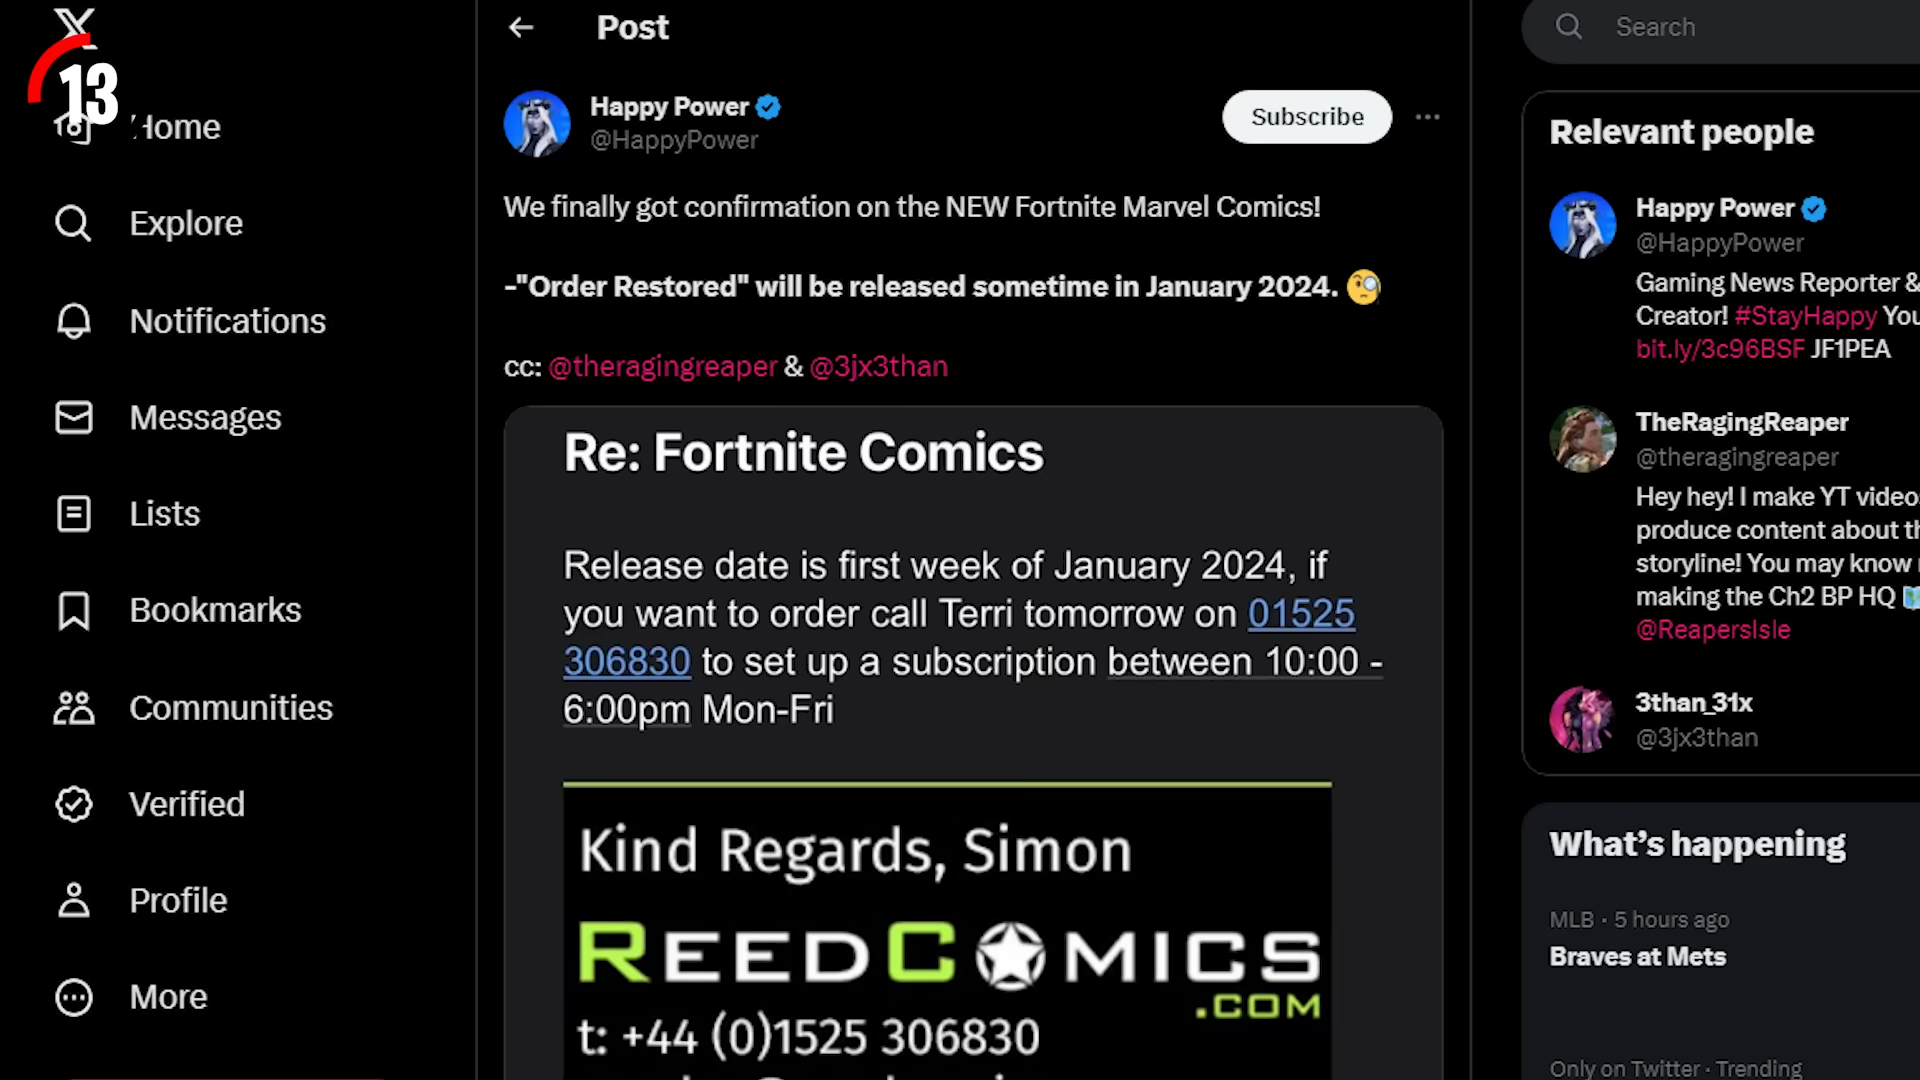 13
Home
Explore
Notifications
Messages
Lists
Bookmarks
Communities
Verified
Profile
More
Post
Happy Power
@HappyPower
Subscribe
We finally got confirmation on the NEW Fortnite Marvel Comics!
-"Order Restored" will be released sometime in January 2024. 🧐
cc: @theragingreaper & @3jx3than
Re: Fortnite Comics
Release date is first week of January 2024, if
you want to order call Terri tomorrow on 01525
306830 to set up a subscription between 10:00 -
6:00pm Mon-Fri
Kind Regards, Simon
REEDCOMICS
.COM
t: +44 (0)1525 306830
Search
Relevant people
Happy Power
@HappyPower
Gaming News Reporter &
Creator! #StayHappy You
bit.ly/3c96BSF JF1PEA
TheRagingReaper
@theragingreaper
Hey hey! I make YT video
produce content about th
storyline! You may know
making the Ch2 BP HQ
@ReapersIsle
3than_31x
@3jx3than
What's happening
MLB · 5 hours ago
Braves at Mets
Only on Twitter · Trending